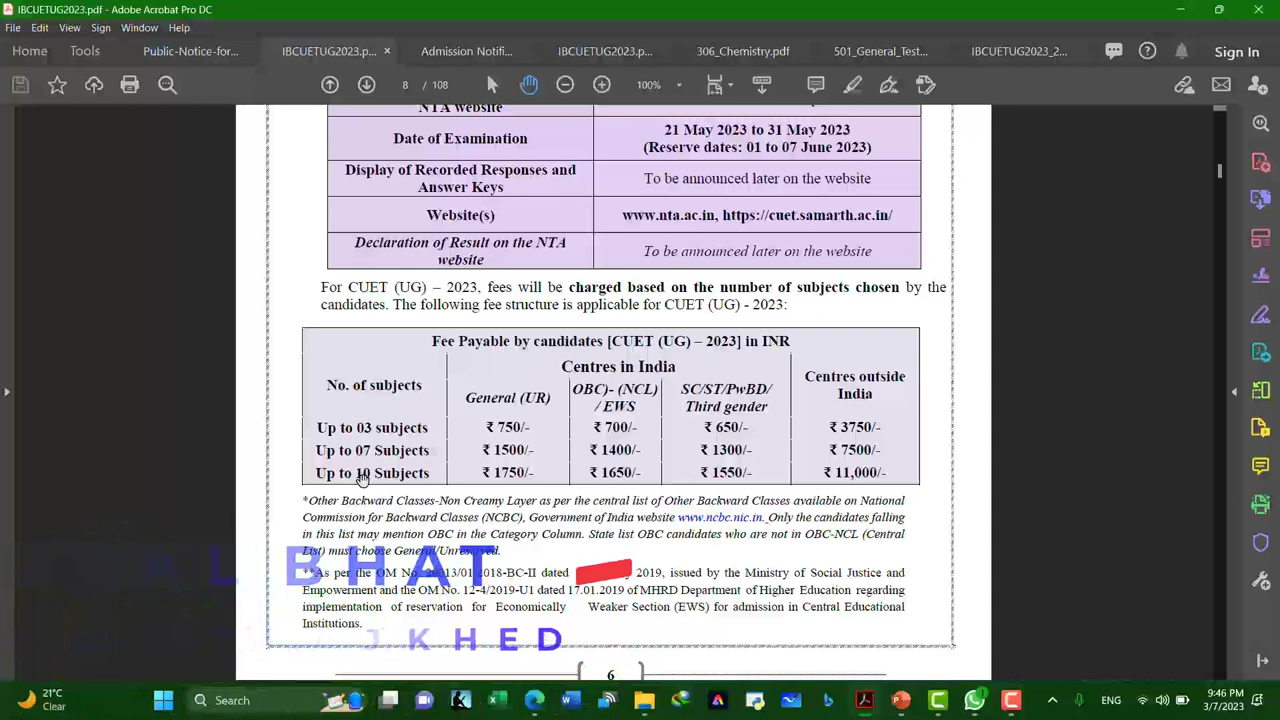 IBCUETUG2023.pdf - Adobe Acrobat Pro DC
File Edit View Sign Window Help
Home Tools Public-Notice-for-... IBCUETUG2023.p... × Admission Notifi... IBCUETUG2023.p... 306_Chemistry.pdf 501_General_Test... IBCUETUG2023_2... Sign In
8 / 108 100%
NTA website
Date of Examination 21 May 2023 to 31 May 2023
(Reserve dates: 01 to 07 June 2023)
Display of Recorded Responses and
Answer Keys
To be announced later on the website
Website(s) www.nta.ac.in, https://cuet.samarth.ac.in/
Declaration of Result on the NTA
website
To be announced later on the website
For CUET (UG) – 2023, fees will be charged based on the number of subjects chosen by the
candidates. The following fee structure is applicable for CUET (UG) - 2023:
Fee Payable by candidates [CUET (UG) – 2023] in INR
No. of subjects
Centres in India
Centres outside
India
General (UR)
OBC)- (NCL)
/ EWS
SC/ST/PwBD/
Third gender
Up to 03 subjects ₹ 750/- ₹ 700/- ₹ 650/- ₹ 3750/-
Up to 07 Subjects ₹ 1500/- ₹ 1400/- ₹ 1300/- ₹ 7500/-
Up to 10 Subjects ₹ 1750/- ₹ 1650/- ₹ 1550/- ₹ 11,000/-
*Other Backward Classes-Non Creamy Layer as per the central list of Other Backward Classes available on National
Commission for Backward Classes (NCBC), Government of India website www.ncbc.nic.in. Only the candidates falling
in this list may mention OBC in the Category Column. State list OBC candidates who are not in OBC-NCL (Central
List) must choose General/Unreserved.
**As per the OM No. 20013/01/2018-BC-II dated 2019, issued by the Ministry of Social Justice and
Empowerment and the OM No. 12-4/2019-U1 dated 17.01.2019 of MHRD Department of Higher Education regarding
implementation of reservation for Economically Weaker Section (EWS) for admission in Central Educational
Institutions.
L BHAT
JKHED
6
21°C
Clear
Search
ENG
9:46 PM
3/7/2023